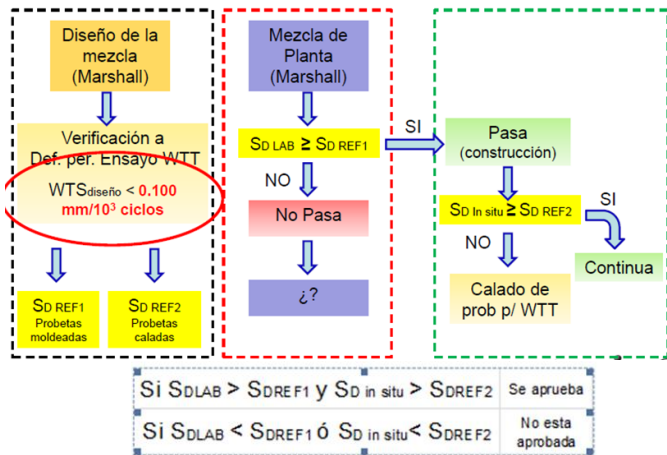 Diseño de la
mezcla
(Marshall)
Verificación a
Def. per. Ensayo WTT
WTSdiseño < 0.100
mm/10³ ciclos
SD REF1
Probetas
moldeadas
SD REF2
Probetas
caladas
Mezcla de
Planta
(Marshall)
SD LAB ≥ SD REF1
SI
NO
No Pasa
¿?
Pasa
(construcción)
SD In situ ≥ SD REF2
SI
NO
Continua
Calado de
prob p/ WTT
Si SDLAB > SDREF1 y SD in situ > SDREF2
Se aprueba
Si SDLAB < SDREF1 ó SD in situ< SDREF2
No esta
aprobada